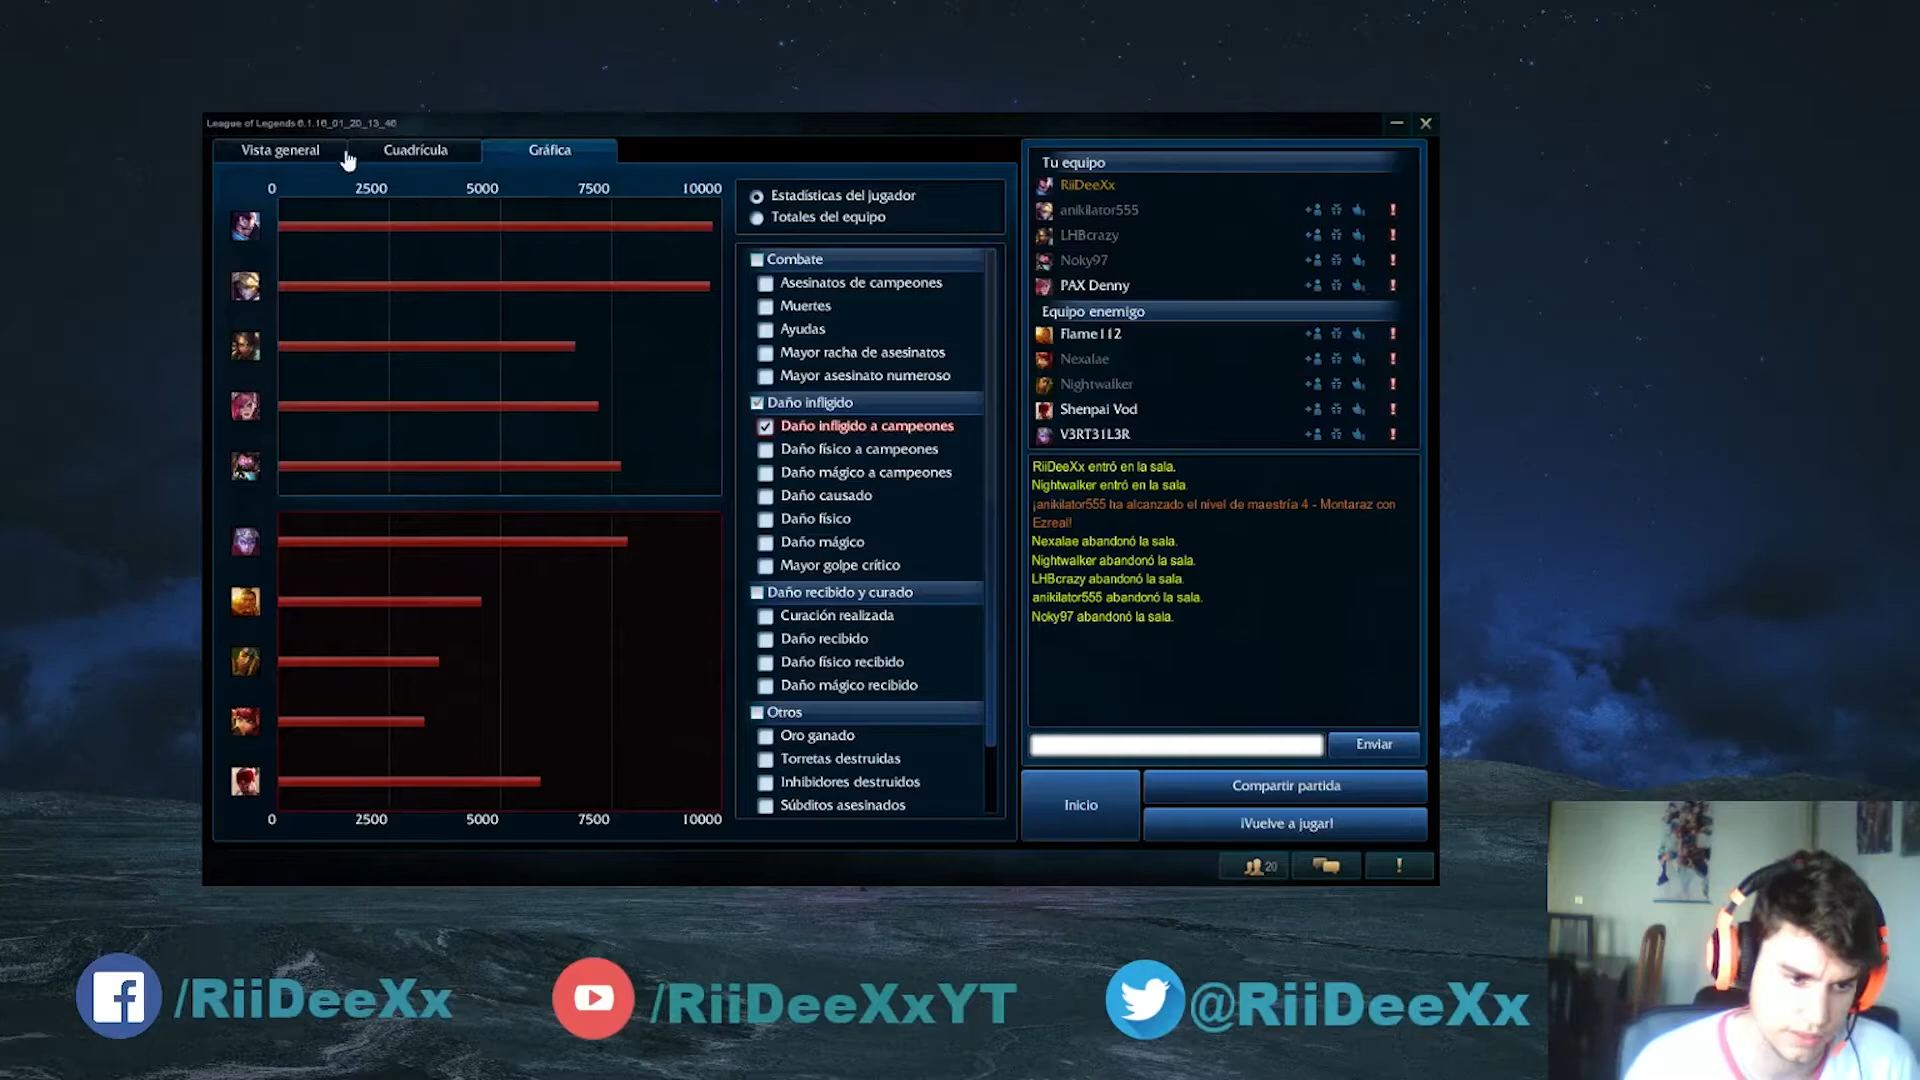 League of Legends 6.1.16_01_20_13_46
Vista general
Cuadrícula
Gráfica
0 2500 5000 7500 10000
0 2500 5000 7500 10000
Estadísticas del jugador
Totales del equipo
Combate
Asesinatos de campeones
Muertes
Ayudas
Mayor racha de asesinatos
Mayor asesinato numeroso
Daño infligido
Daño infligido a campeones
Daño físico a campeones
Daño mágico a campeones
Daño causado
Daño físico
Daño mágico
Mayor golpe crítico
Daño recibido y curado
Curación realizada
Daño recibido
Daño físico recibido
Daño mágico recibido
Otros
Oro ganado
Torretas destruidas
Inhibidores destruidos
Súbditos asesinados
Tu equipo
RiiDeeXx
anikilator555
LHBcrazy
Noky97
PAX Denny
Equipo enemigo
Flame112
Nexalae
Nightwalker
Shenpai Vod
V3RT31L3R
RiiDeeXx entró en la sala.
Nightwalker entró en la sala.
¡anikilator555 ha alcanzado el nivel de maestría 4 - Montaraz con
Ezreal!
Nexalae abandonó la sala.
Nightwalker abandonó la sala.
LHBcrazy abandonó la sala.
anikilator555 abandonó la sala.
Noky97 abandonó la sala.
Enviar
Inicio
Compartir partida
¡Vuelve a jugar!
20
/RiiDeeXx
/RiiDeeXxYT
@RiiDeeXx